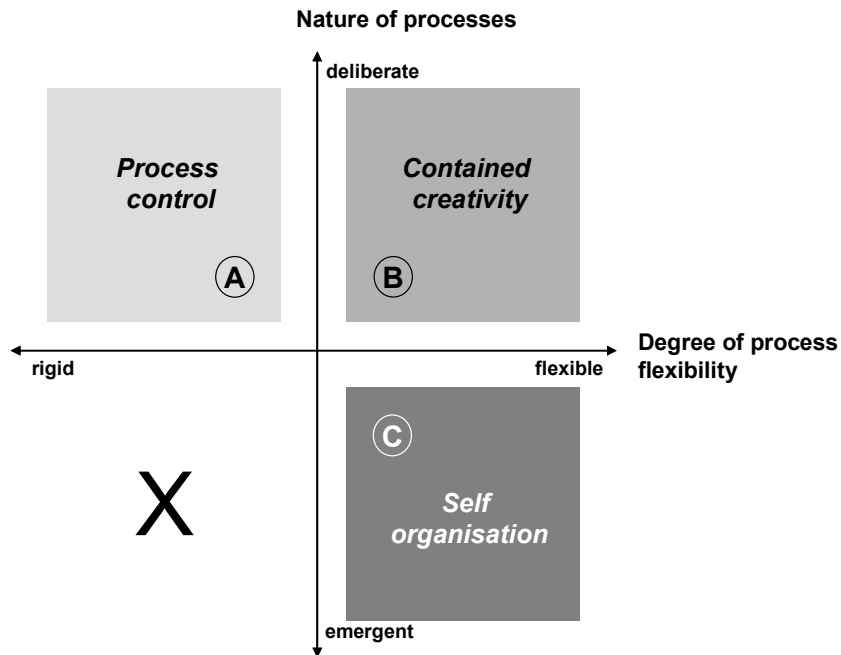 Nature of processes
deliberate
Process
control
A
Contained
creativity
B
rigid
flexible
Degree of process
flexibility
X
C
Self
organisation
emergent